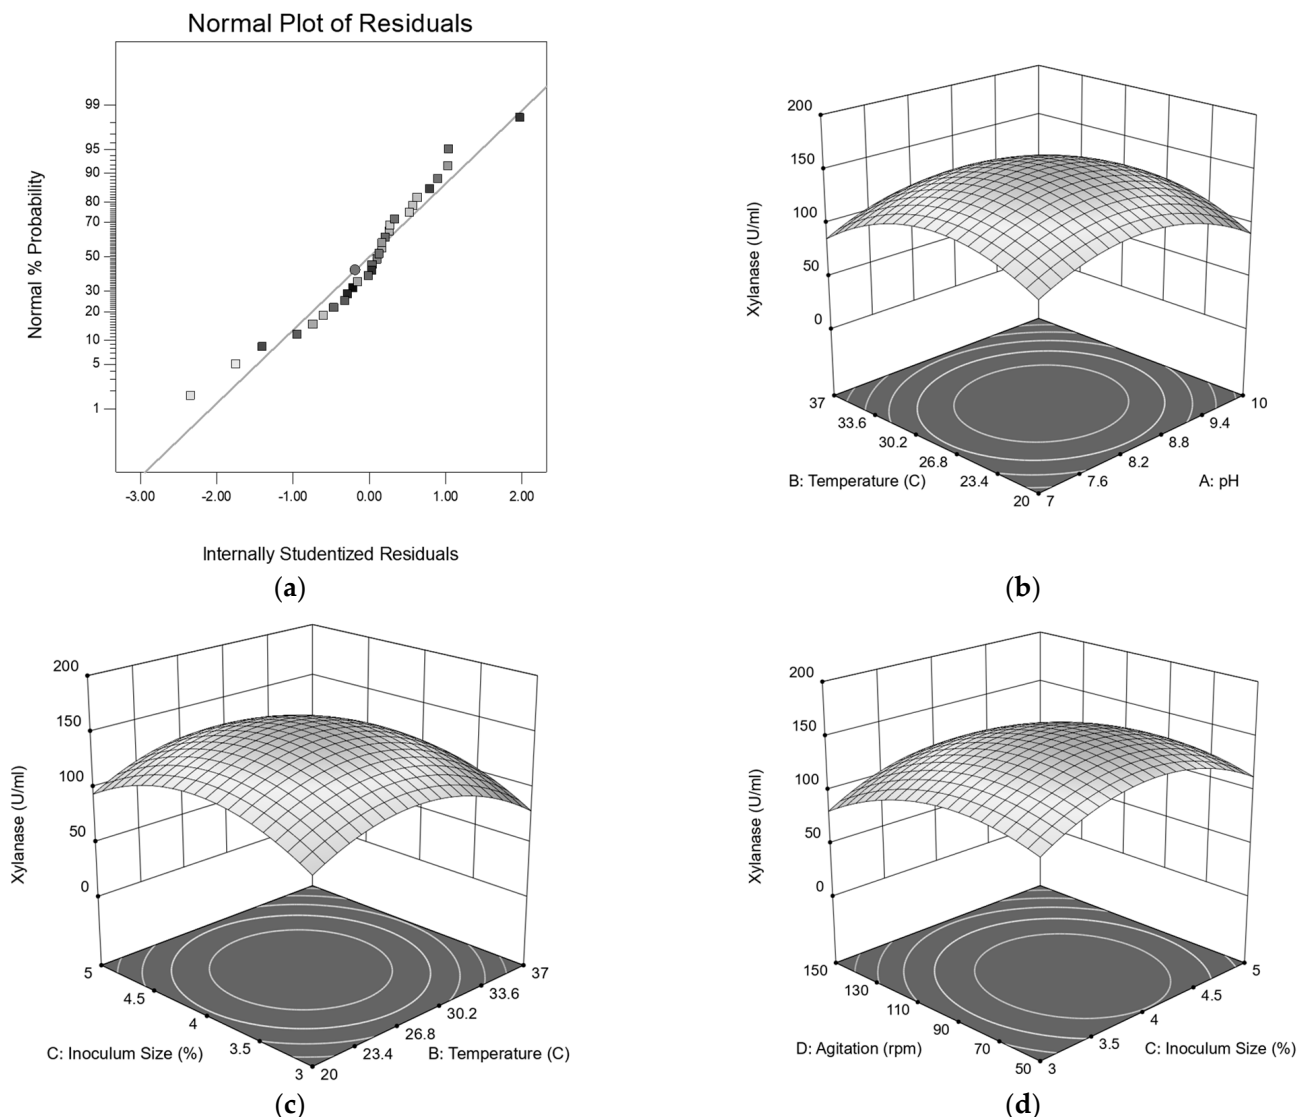 Normal Plot of Residuals
Normal % Probability
99
95
90
80
70
50
30
20
10
5
1
-3.00 -2.00 -1.00 0.00 1.00 2.00
Internally Studentized Residuals
(a)
Xylanase (U/ml)
200
150
100
50
0
37 33.6 30.2 26.8 23.4 20
7 7.6 8.2 8.8 9.4 10
B: Temperature (C)
A: pH
(b)
Xylanase (U/ml)
200
150
100
50
0
5 4.5 4 3.5 3
20 23.4 26.8 30.2 33.6 37
C: Inoculum Size (%)
B: Temperature (C)
(c)
Xylanase (U/ml)
200
150
100
50
0
150 130 110 90 70 50
3 3.5 4 4.5 5
D: Agitation (rpm)
C: Inoculum Size (%)
(d)